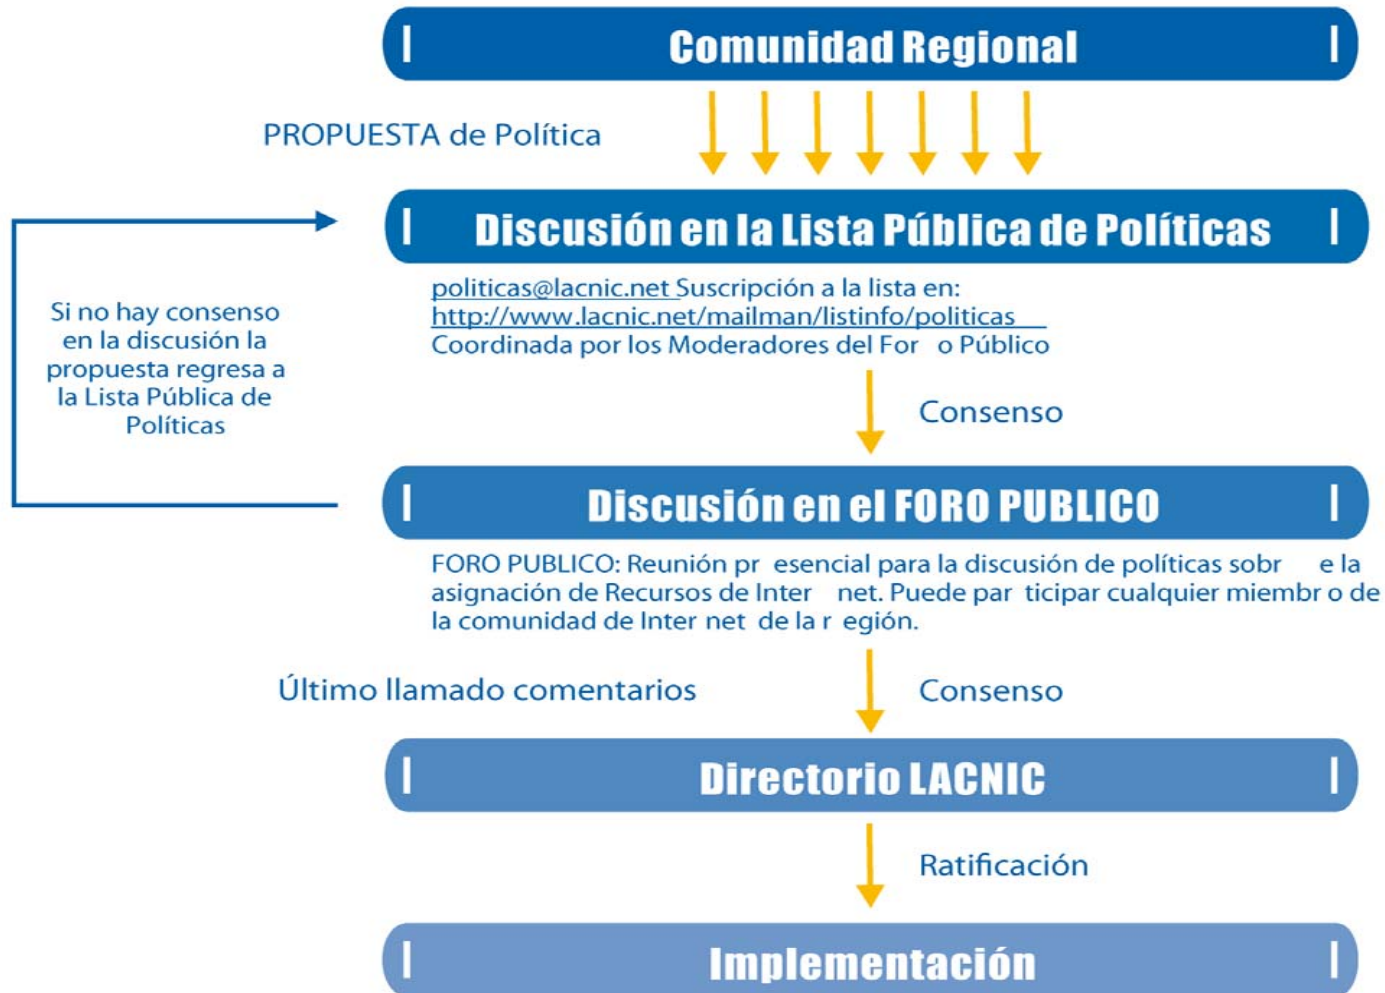 Comunidad Regional
PROPUESTA de Política
Discusión en la Lista Pública de Políticas
politicas@lacnic.net Suscripción a la lista en:
http://www.lacnic.net/mailman/listinfo/politicas
Coordinada por los Moderadores del For o Público
Si no hay consenso
en la discusión la
propuesta regresa a
la Lista Pública de
Políticas
Consenso
Discusión en el FORO PUBLICO
FORO PUBLICO: Reunión pr esencial para la discusión de políticas sobr e la
asignación de Recursos de Inter net. Puede par ticipar cualquier miembr o de
la comunidad de Inter net de la r egión.
Último llamado comentarios
Consenso
Directorio LACNIC
Ratificación
Implementación